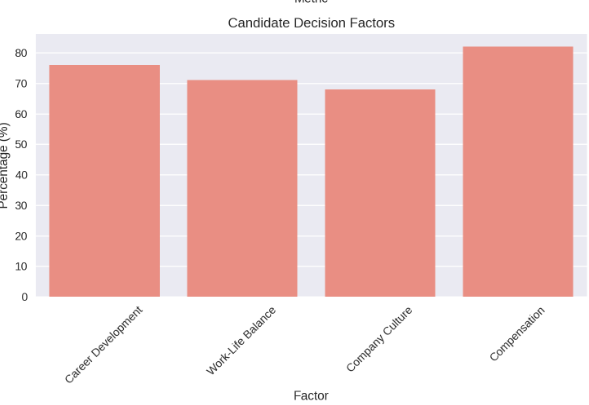 Metric
Candidate Decision Factors
80
70
60
50
40
30
20
10
0
Percentage (%)
Career Development
Work-Life Balance
Company Culture
Compensation
Factor